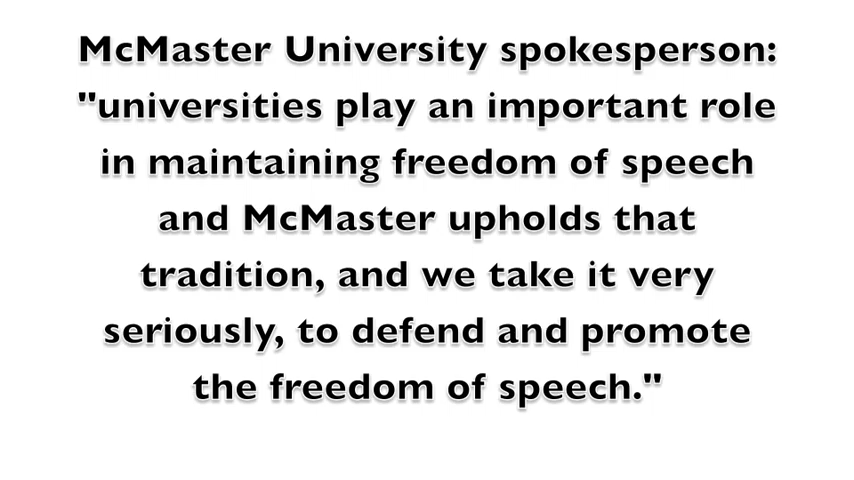 McMaster University spokesperson:
"universities play an important role
in maintaining freedom of speech
and McMaster upholds that
tradition, and we take it very
seriously, to defend and promote
the freedom of speech."